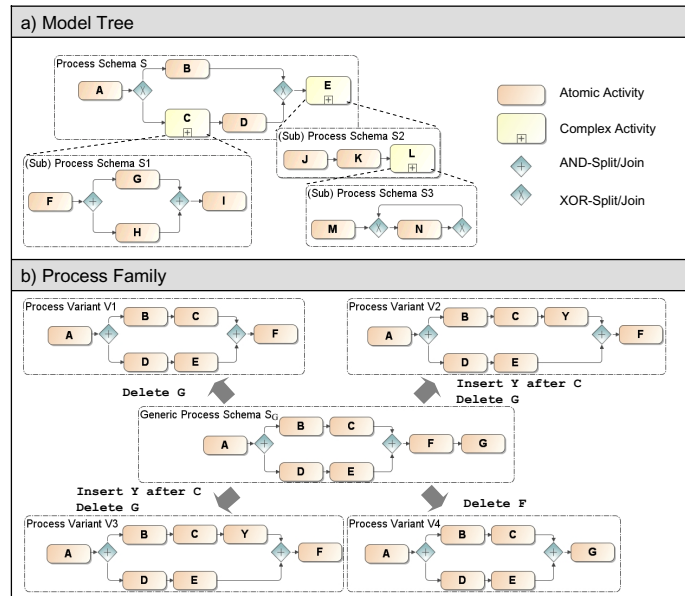 a) Model Tree
Process Schema S
A
B
C
D
E
(Sub) Process Schema S1
F
G
H
I
(Sub) Process Schema S2
J
K
L
(Sub) Process Schema S3
M
N
Atomic Activity
Complex Activity
AND-Split/Join
XOR-Split/Join
b) Process Family
Process Variant V1
A
B
C
D
E
F
Process Variant V2
A
B
C
Y
D
E
F
Delete G
Insert Y after C
Delete G
Generic Process Schema SG
A
B
C
D
E
F
G
Insert Y after C
Delete G
Delete F
Process Variant V3
A
B
C
Y
D
E
F
Process Variant V4
A
B
C
D
E
G